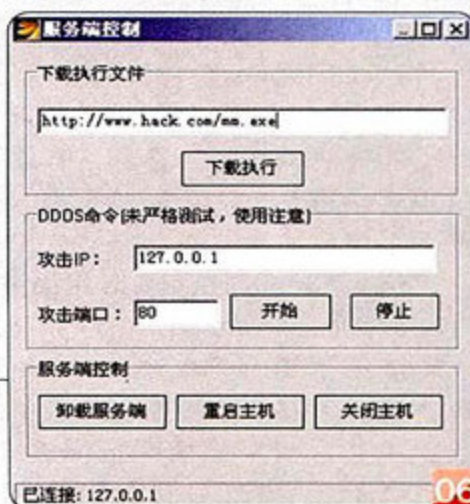 服务端控制
下载执行文件
http://www.hack.com/mm.exe
下载执行
DDOS命令(未严格测试，使用注意)
攻击IP： 127.0.0.1
攻击端口： 80 开始 停止
服务端控制
卸载服务端 重启主机 关闭主机
已连接: 127.0.0.1
06